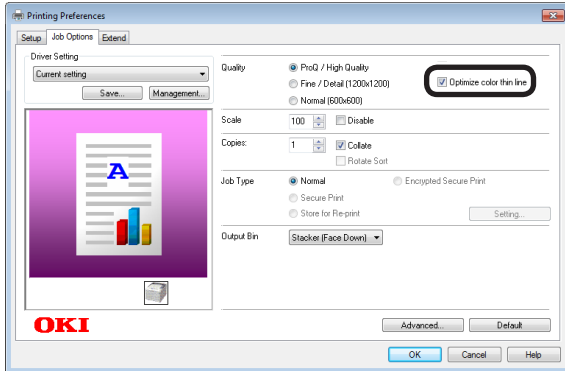 Printing Preferences
Setup Job Options Extend
Driver Setting
Current setting
Save... Management...
A
OKI
Quality
ProQ / High Quality
Fine / Detail (1200x1200)
Normal (600x600)
Optimize color thin line
Scale 100 Disable
Copies: 1 Collate
Rotate Sort
Job Type Normal Encrypted Secure Print
Secure Print
Store for Re-print Setting...
Output Bin Stacker (Face Down)
Advanced... Default
OK Cancel Help